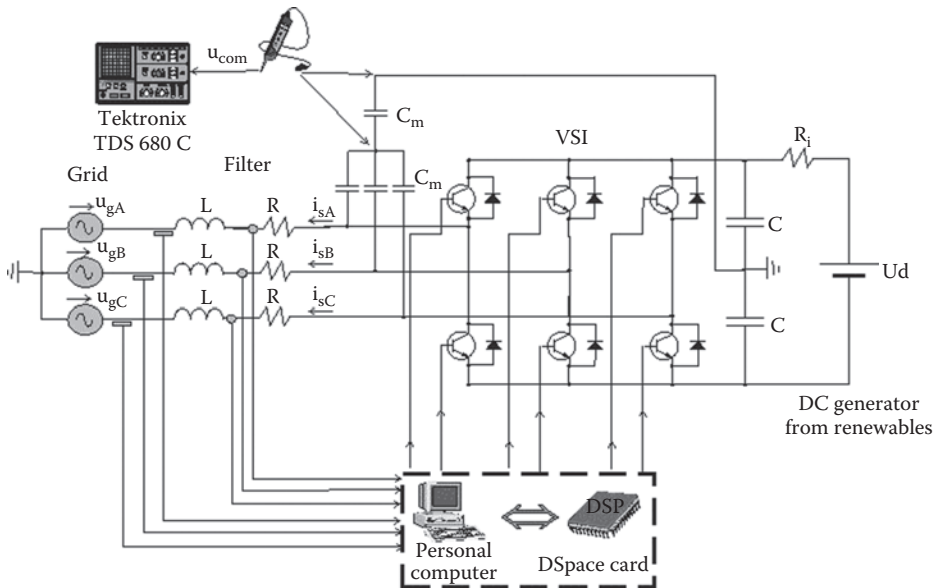 u_com
Tektronix
TDS 680 C
C_m
VSI
R_i
Grid
Filter
C_m
u_gA
L
R
i_sA
C
u_gB
L
R
i_sB
Ud
u_gC
L
R
i_sC
C
DC generator
from renewables
DSP
Personal
computer
DSpace card